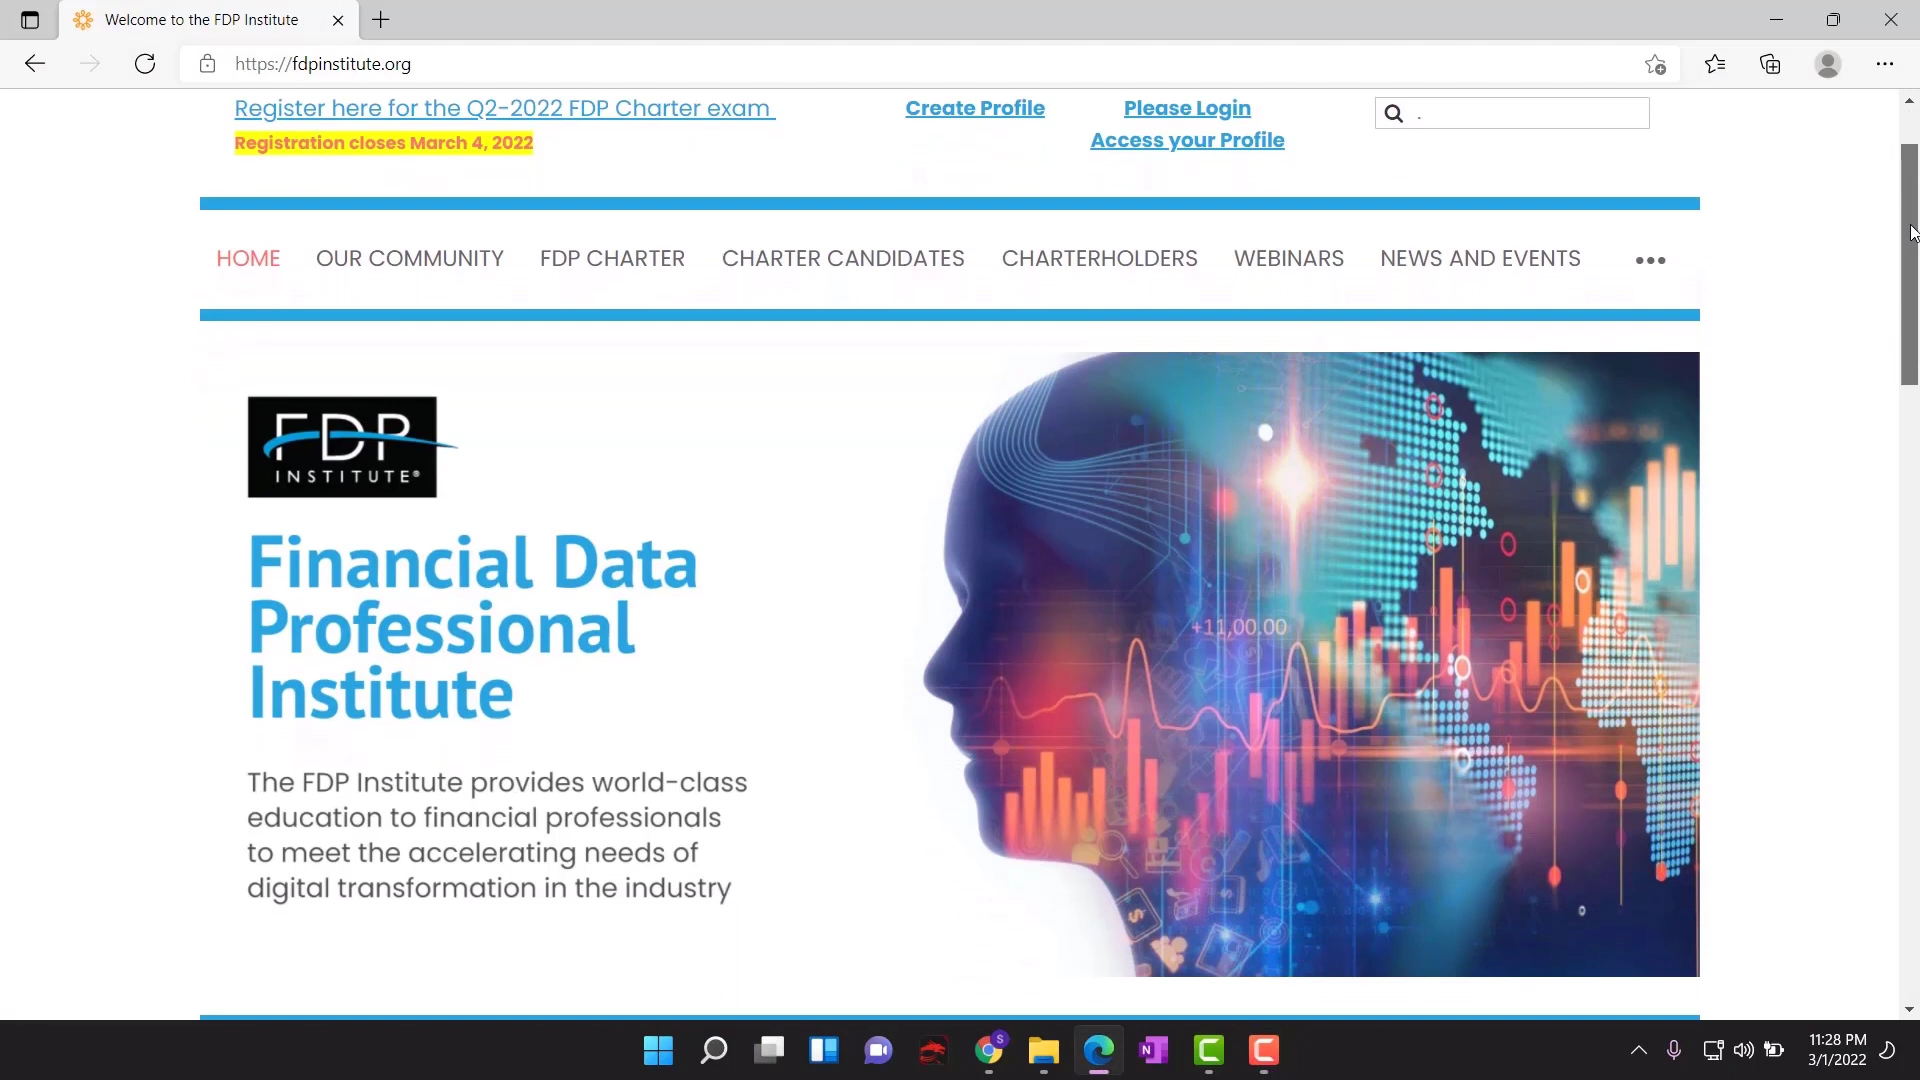 Welcome to the FDP Institute
https://fdpinstitute.org
Register here for the Q2-2022 FDP Charter exam
Registration closes March 4, 2022
Create Profile
Please Login
Access your Profile
HOME OUR COMMUNITY FDP CHARTER CHARTER CANDIDATES CHARTERHOLDERS WEBINARS NEWS AND EVENTS
FDP
INSTITUTE®
Financial Data
Professional
Institute
The FDP Institute provides world-class
education to financial professionals
to meet the accelerating needs of
digital transformation in the industry
+11,00.00
S
N
11:28 PM
3/1/2022